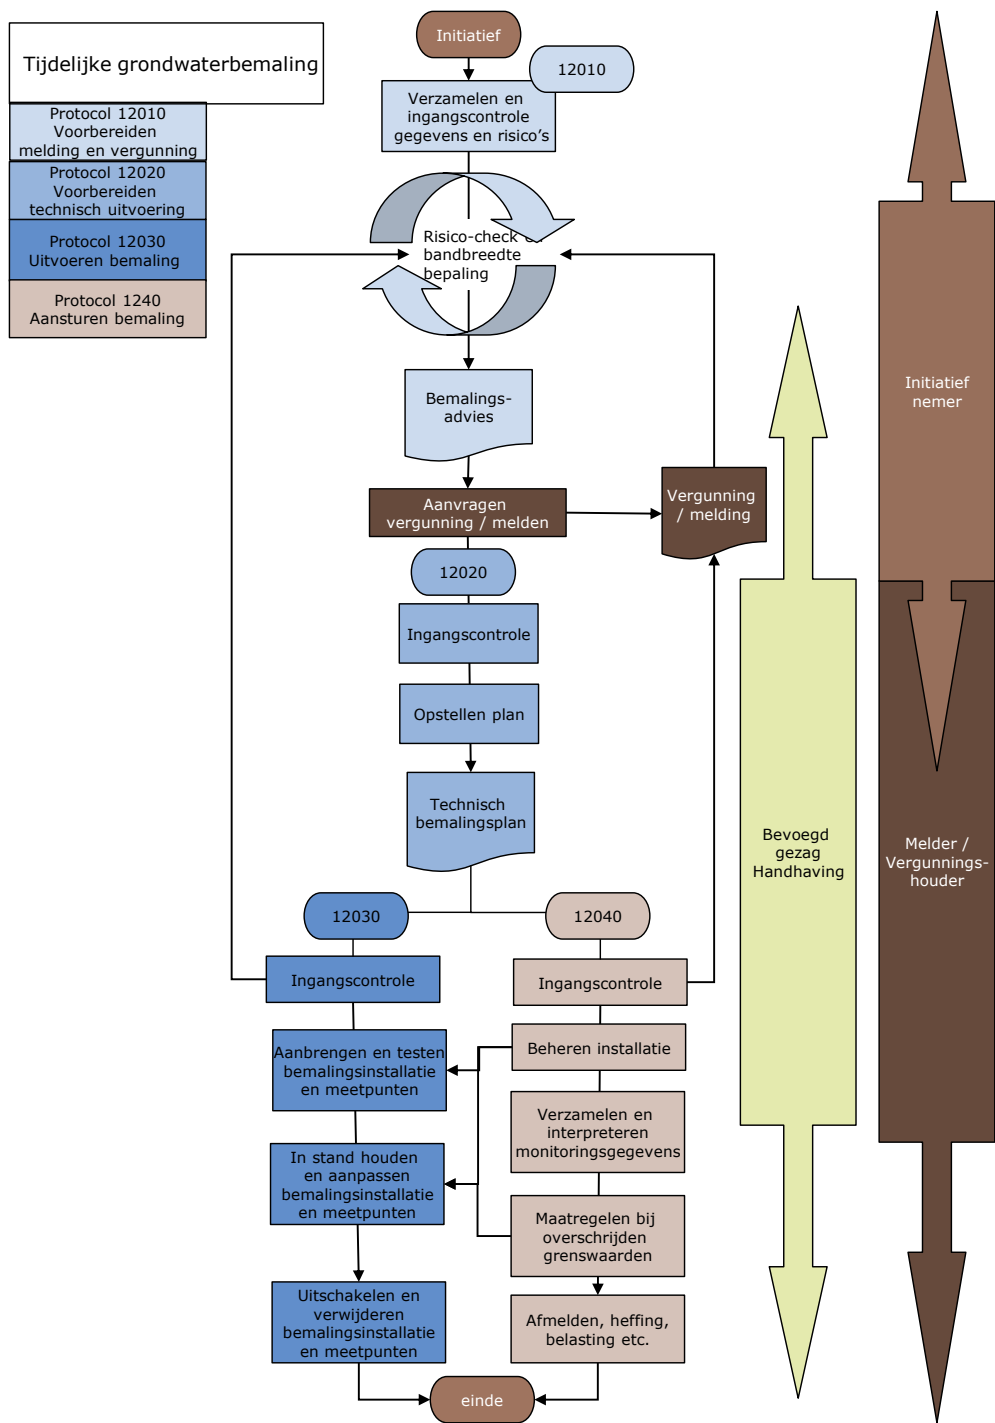 Tijdelijke grondwaterbemaling
Protocol 12010
Voorbereiden
melding en vergunning
Protocol 12020
Voorbereiden
technisch uitvoering
Protocol 12030
Uitvoeren bemaling
Protocol 1240
Aansturen bemaling
Initiatief
12010
Verzamelen en
ingangscontrole
gegevens en risico's
Risico-check
bandbreedte
bepaling
Bemalings-
advies
Aanvragen
vergunning / melden
Vergunning
/ melding
12020
Ingangscontrole
Opstellen plan
Technisch
bemalingsplan
12030
12040
Ingangscontrole
Ingangscontrole
Aanbrengen en testen
bemalingsinstallatie
en meetpunten
Beheren installatie
Verzamelen en
interpreteren
monitoringsgegevens
In stand houden
en aanpassen
bemalingsinstallatie
en meetpunten
Maatregelen bij
overschrijden
grenswaarden
Uitschakelen en
verwijderen
bemalingsinstallatie
en meetpunten
Afmelden, heffing,
belasting etc.
einde
Bevoegd
gezag
Handhaving
Initiatief
nemer
Melder /
Vergunnings-
houder